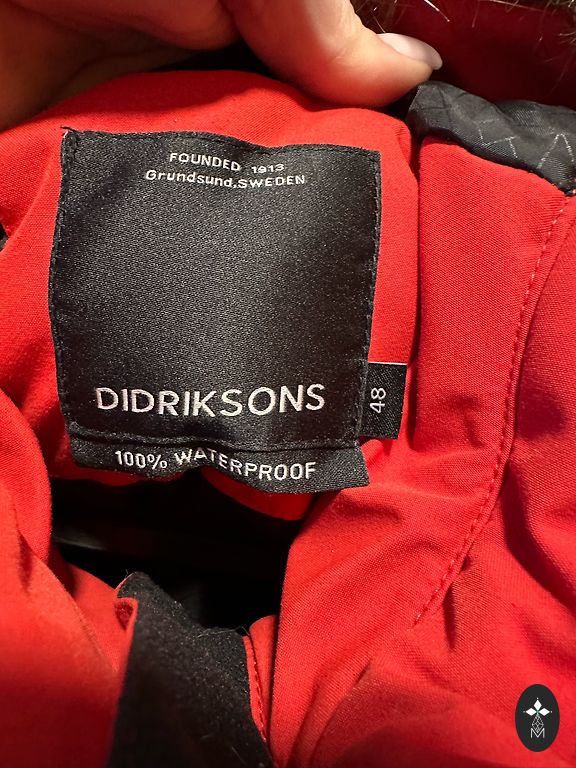 FOUNDED 1913
Grundsund,SWEDEN
DIDRIKSONS
48
100% WATERPROOF